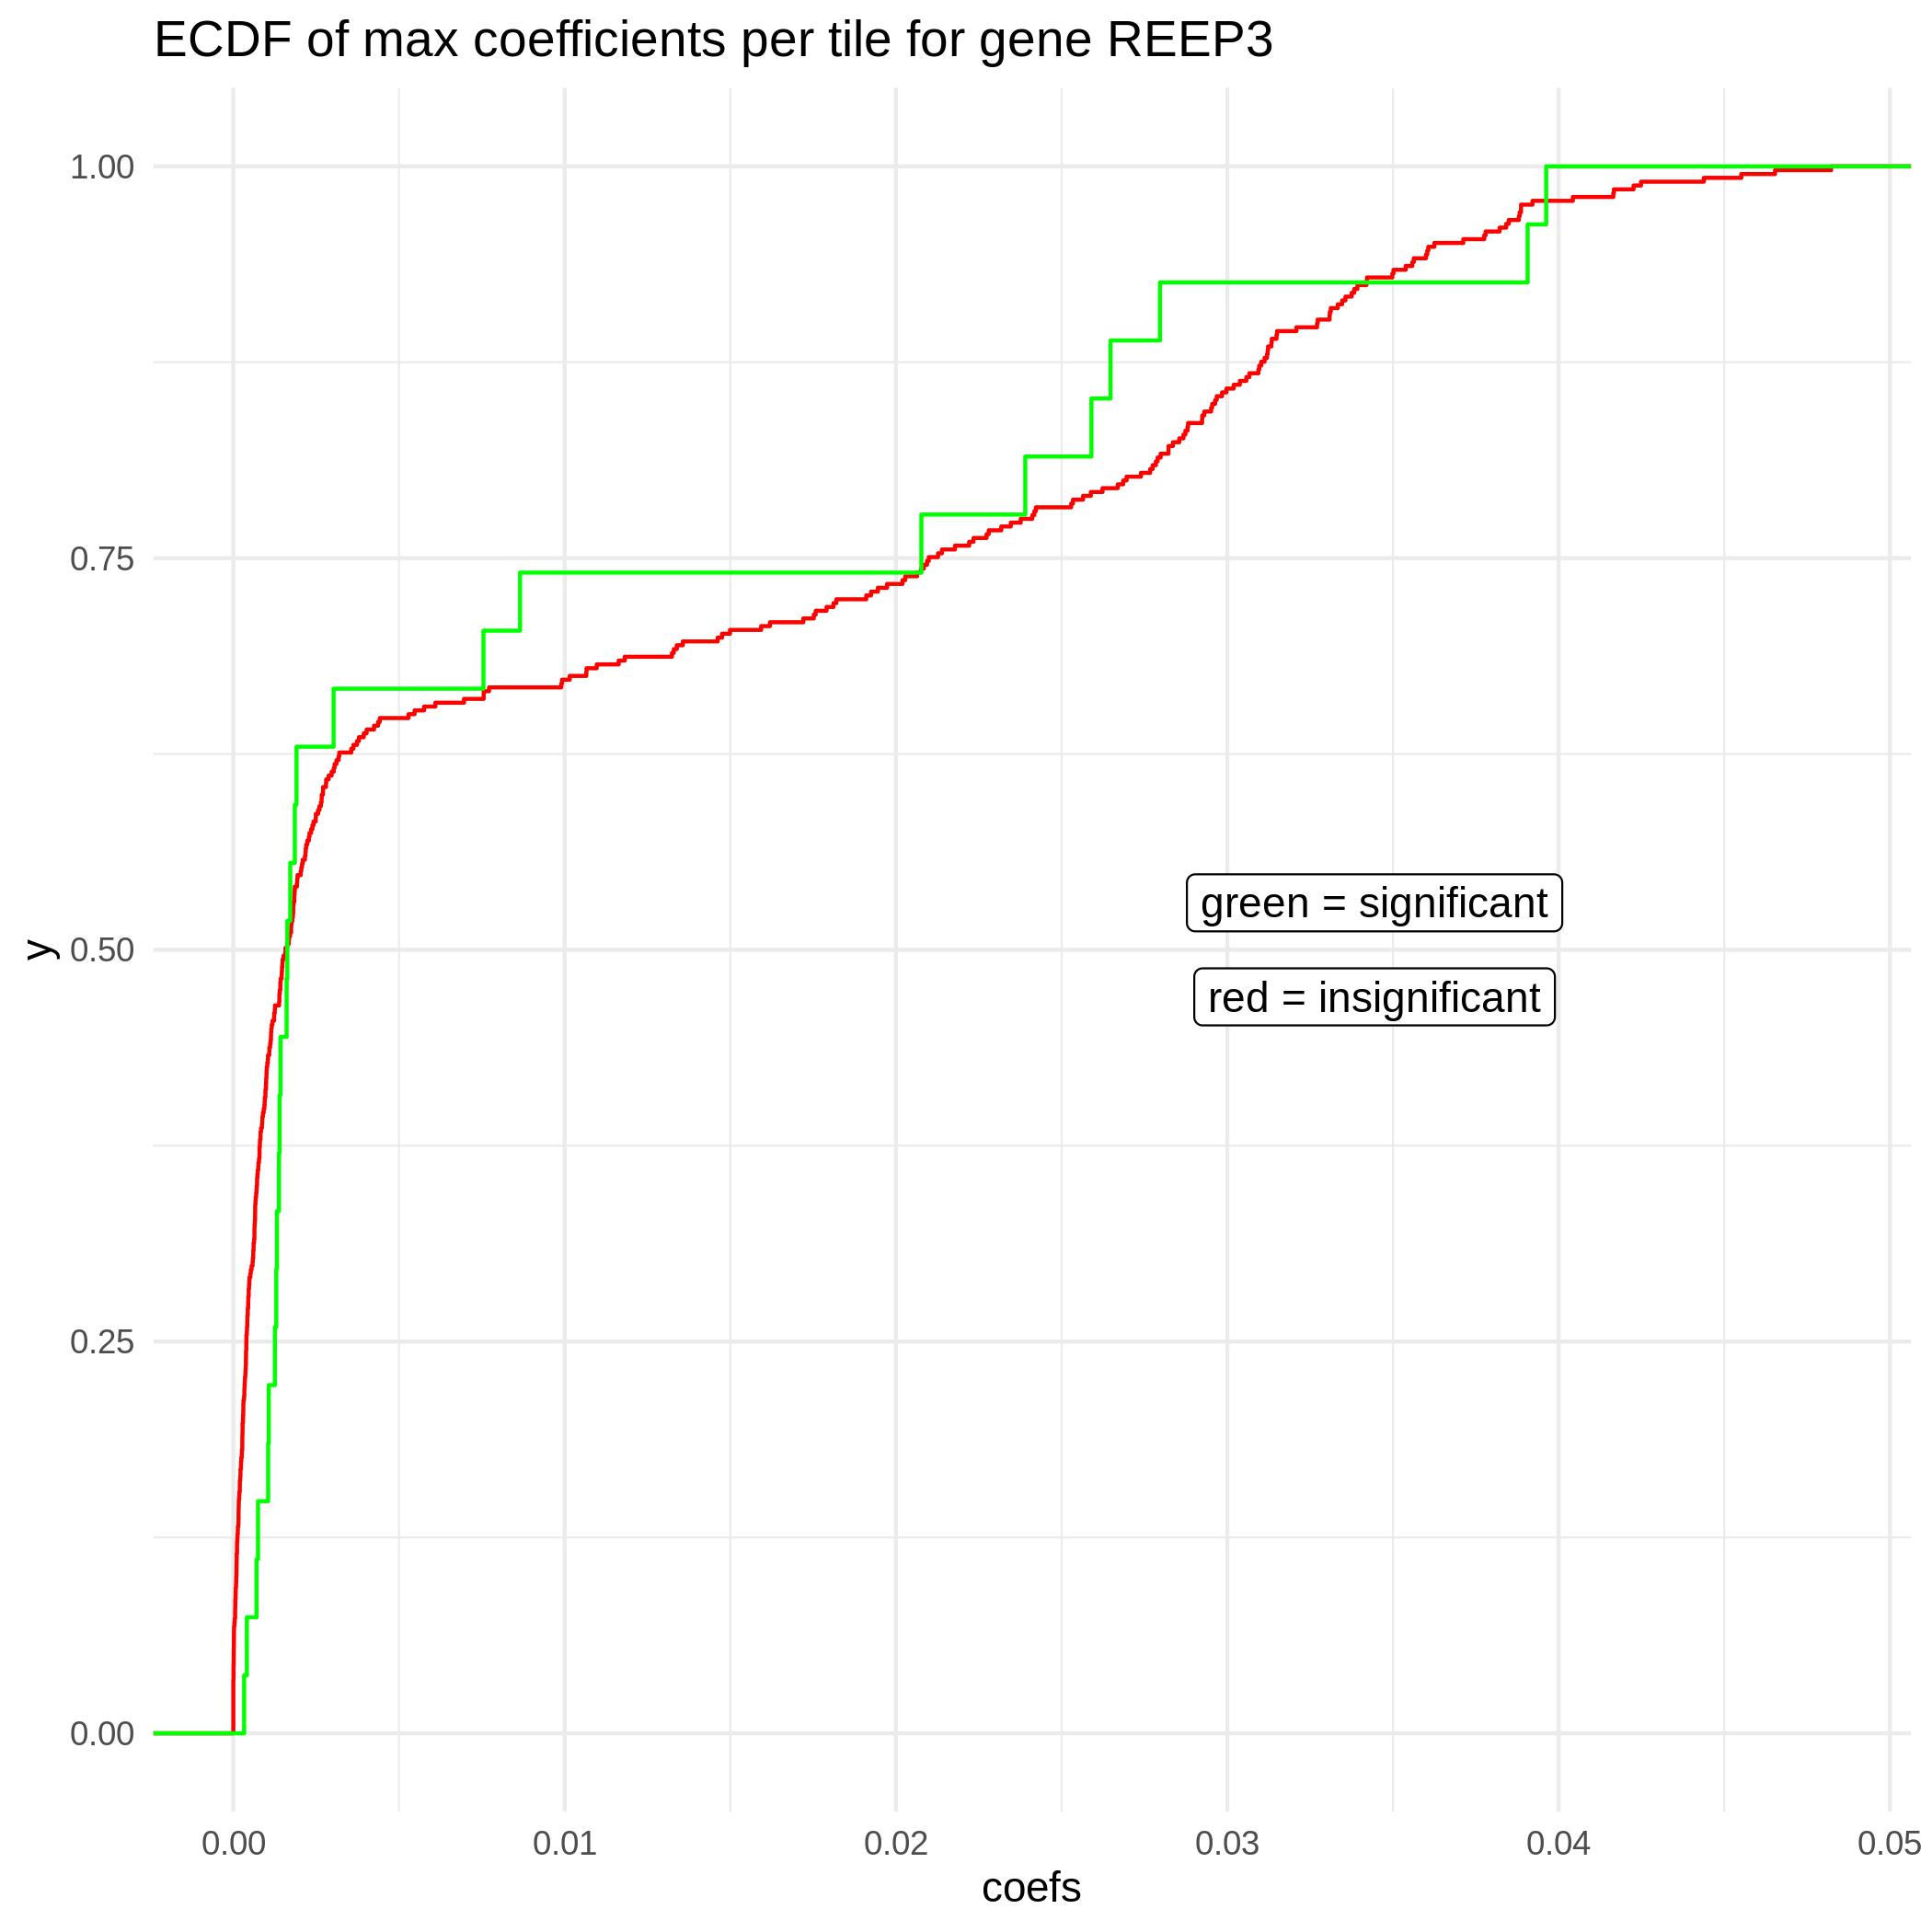 ECDF of max coefficients per tile for gene REEP3
1.00
0.75
0.50
0.25
0.00
y
green = significant
red = insignificant
0.00 0.01 0.02 0.03 0.04 0.05
coefs